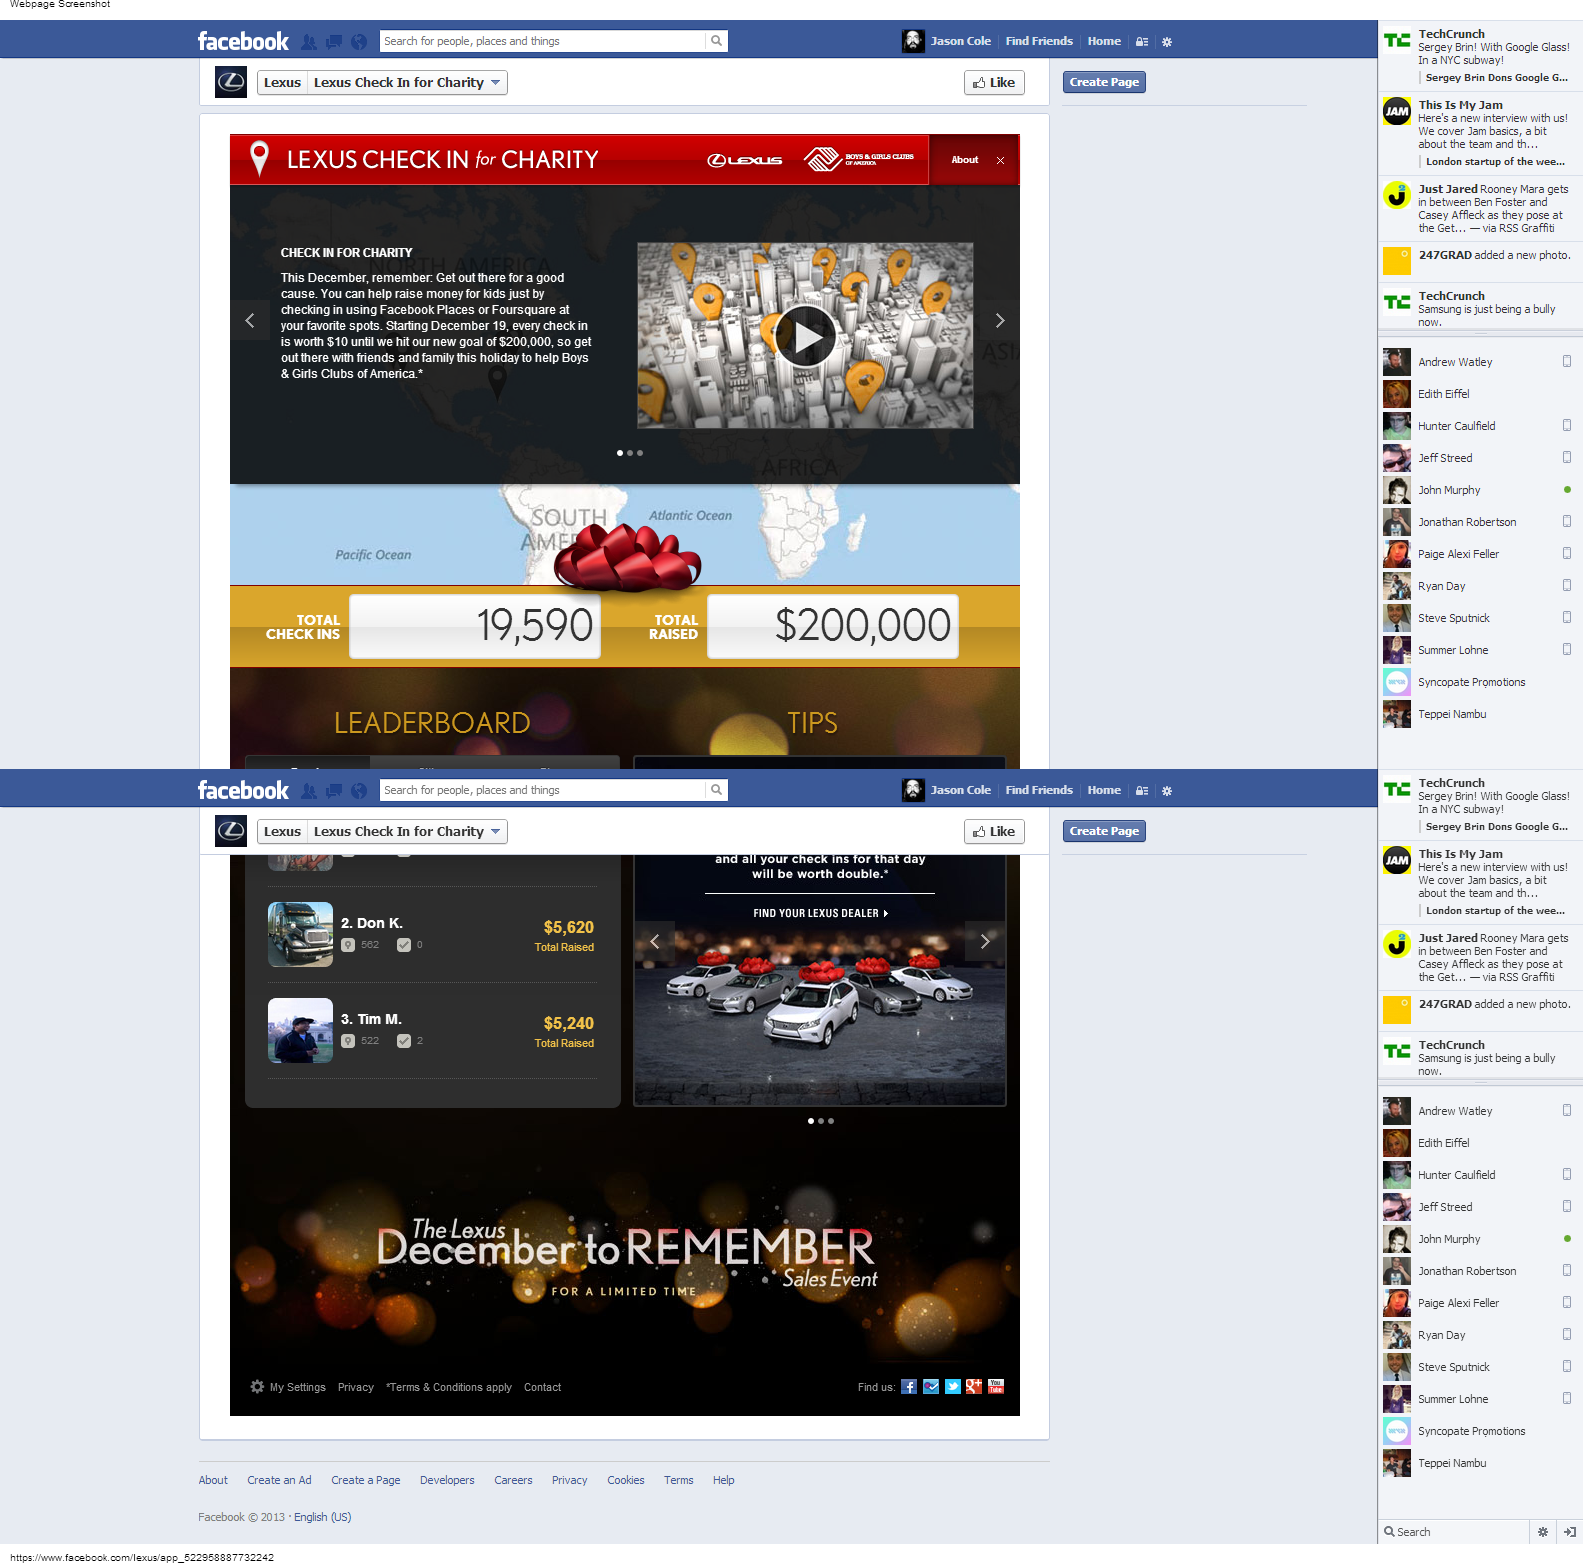 Webpage Screenshot
facebook
Search for people, places and things
Jason Cole
Find Friends
Home
Lexus
Lexus Check In for Charity
Like
Create Page
LEXUS CHECK IN for CHARITY
LEXUS
BOYS & GIRLS CLUBS
OF AMERICA
About
CHECK IN FOR CHARITY
This December, remember: Get out there for a good
cause. You can help raise money for kids just by
checking in using Facebook Places or Foursquare at
your favorite spots. Starting December 19, every check in
is worth $10 until we hit our new goal of $200,000, so get
out there with friends and family this holiday to help Boys
& Girls Clubs of America.*
NORTH AMERICA
ASIA
AFRICA
SOUTH
AMERICA
Atlantic Ocean
Pacific Ocean
TOTAL
CHECK INS
19,590
TOTAL
RAISED
$200,000
LEADERBOARD
TIPS
TechCrunch
Sergey Brin! With Google Glass!
In a NYC subway!
Sergey Brin Dons Google G...
This Is My Jam
Here's a new interview with us!
We cover Jam basics, a bit
about the team and th...
London startup of the wee...
JAM
Just Jared Rooney Mara gets
in between Ben Foster and
Casey Affleck as they pose at
the Get... — via RSS Graffiti
247GRAD added a new photo.
TechCrunch
Samsung is just being a bully
now.
Andrew Watley
Edith Eiffel
Hunter Caulfield
Jeff Streed
John Murphy
Jonathan Robertson
Paige Alexi Feller
Ryan Day
Steve Sputnick
Summer Lohne
Syncopate Promotions
Teppei Nambu
facebook
Search for people, places and things
Jason Cole
Find Friends
Home
Lexus
Lexus Check In for Charity
Like
Create Page
2. Don K.
562
0
$5,620
Total Raised
3. Tim M.
522
2
$5,240
Total Raised
and all your check ins for that day
will be worth double.*
FIND YOUR LEXUS DEALER
The Lexus
December to REMEMBER
Sales Event
FOR A LIMITED TIME
My Settings
Privacy
*Terms & Conditions apply
Contact
Find us:
You
Tube
About
Create an Ad
Create a Page
Developers
Careers
Privacy
Cookies
Terms
Help
Facebook © 2013 · English (US)
TechCrunch
Sergey Brin! With Google Glass!
In a NYC subway!
Sergey Brin Dons Google G...
This Is My Jam
Here's a new interview with us!
We cover Jam basics, a bit
about the team and th...
London startup of the wee...
JAM
Just Jared Rooney Mara gets
in between Ben Foster and
Casey Affleck as they pose at
the Get... — via RSS Graffiti
247GRAD added a new photo.
TechCrunch
Samsung is just being a bully
now.
Andrew Watley
Edith Eiffel
Hunter Caulfield
Jeff Streed
John Murphy
Jonathan Robertson
Paige Alexi Feller
Ryan Day
Steve Sputnick
Summer Lohne
Syncopate Promotions
Teppei Nambu
Search
https://www.facebook.com/lexus/app_522958887732242